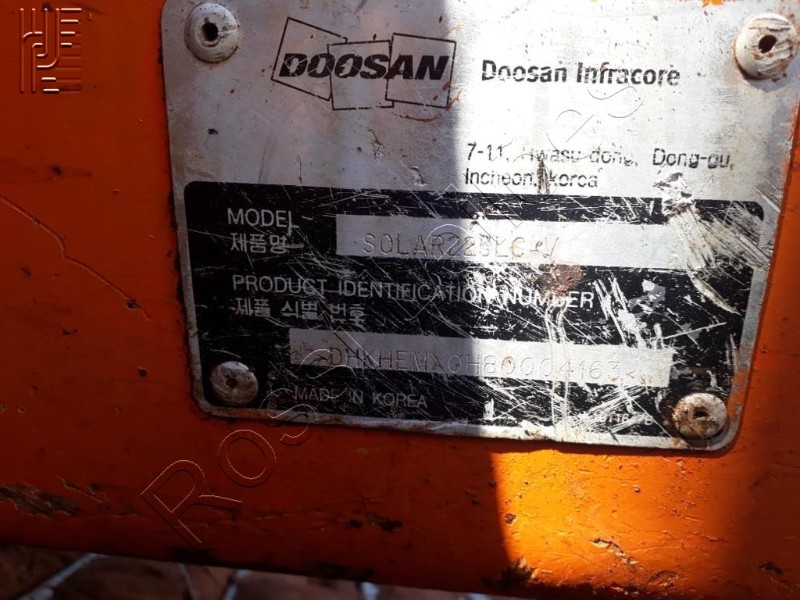 DOOSAN
Doosan Infracore
7-11, Hwasu-dong, Dong-gu,
Incheon, Korea
MODEL
제품명
SOLAR225LC-V
PRODUCT IDENTIFICATION NUMBER
제품 식별 번호
DHKHEMX0H80004163
MADE IN KOREA